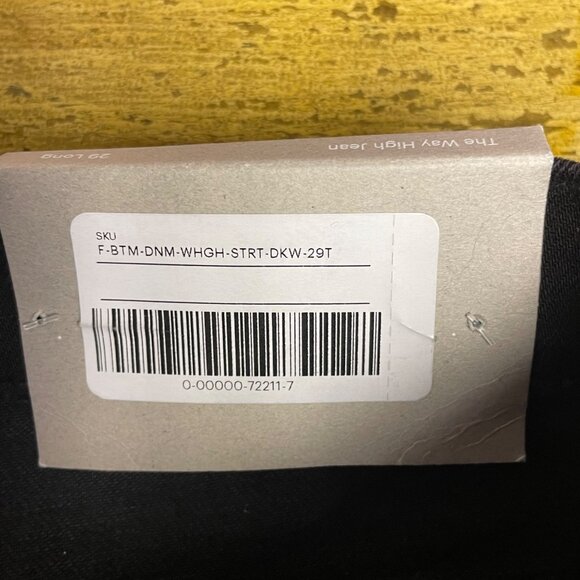 29 Long
The Way High Jean
SKU
F-BTM-DNM-WHGH-STRT-DKW-29T
0-00000-72211-7